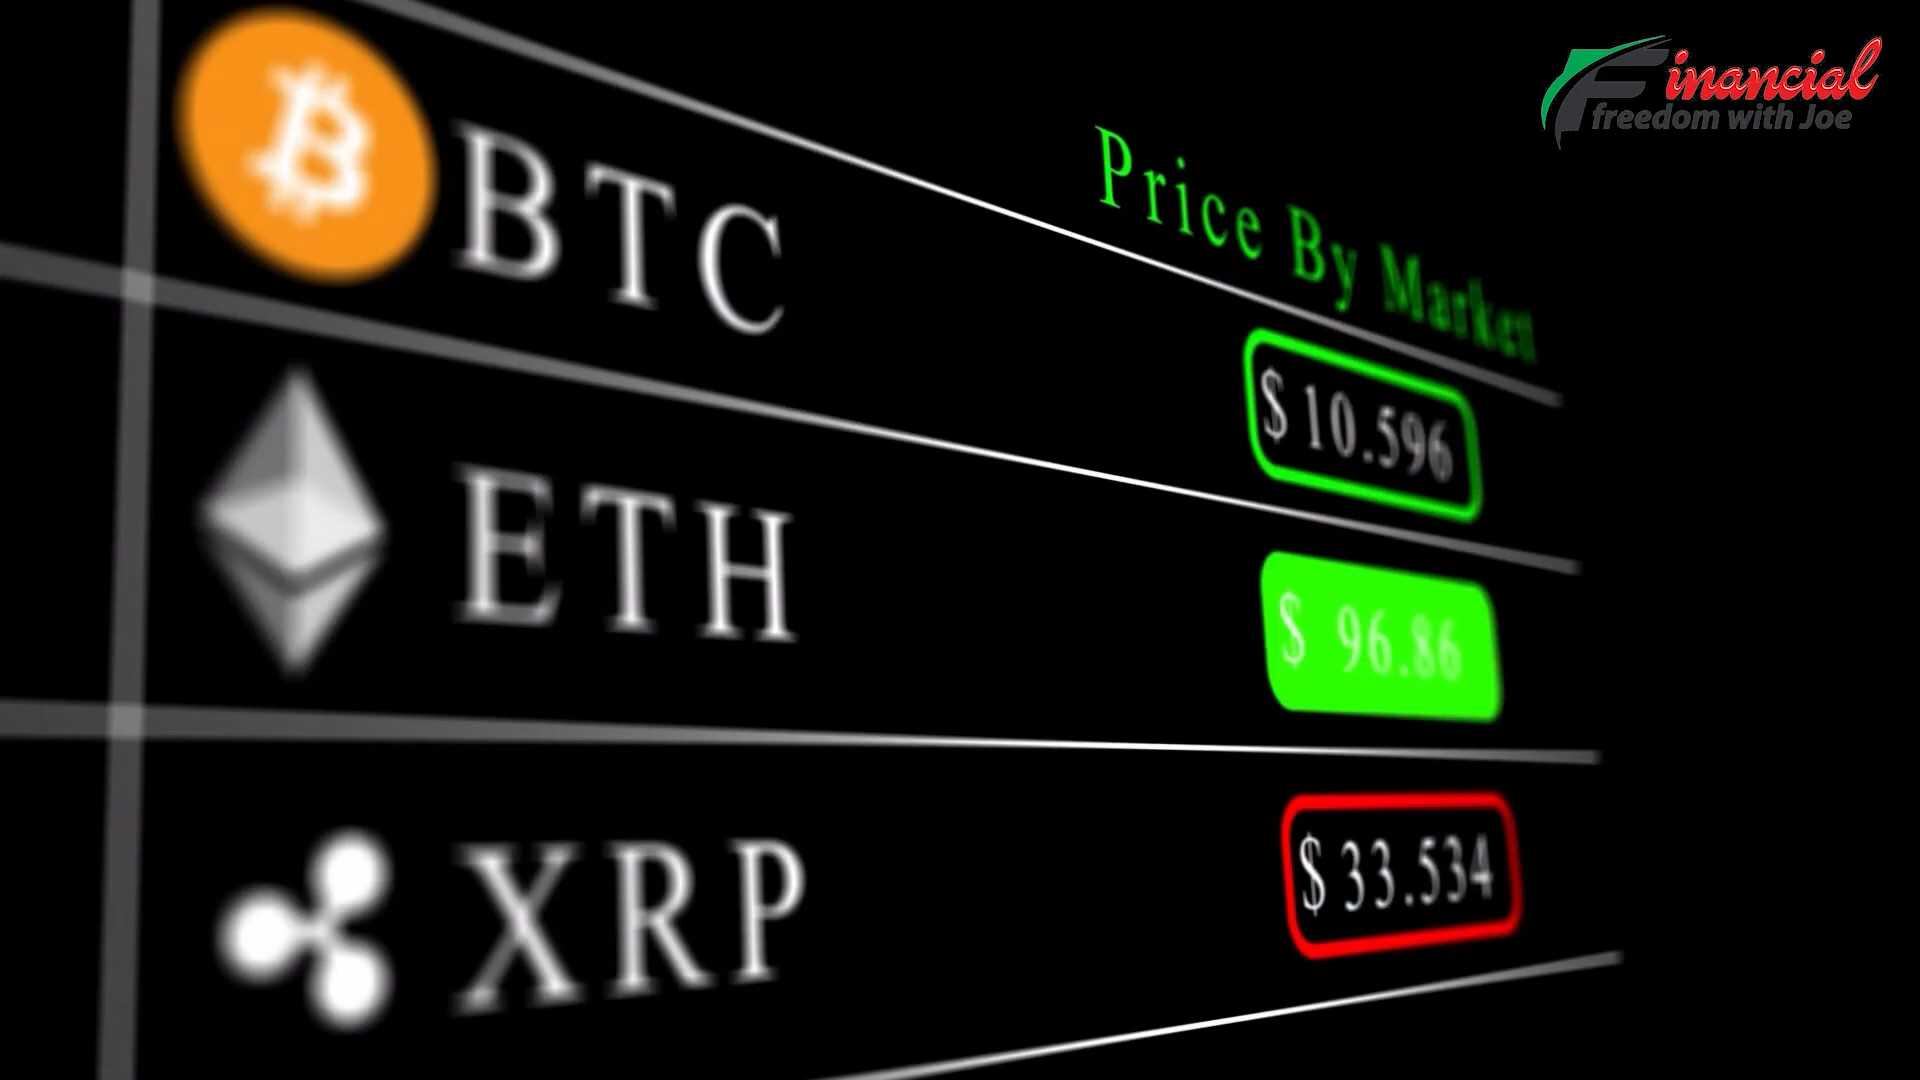 Financial
freedom with Joe
Price By Market
BTC
$ 10.596
ETH
$ 96.86
XRP
$ 33.534